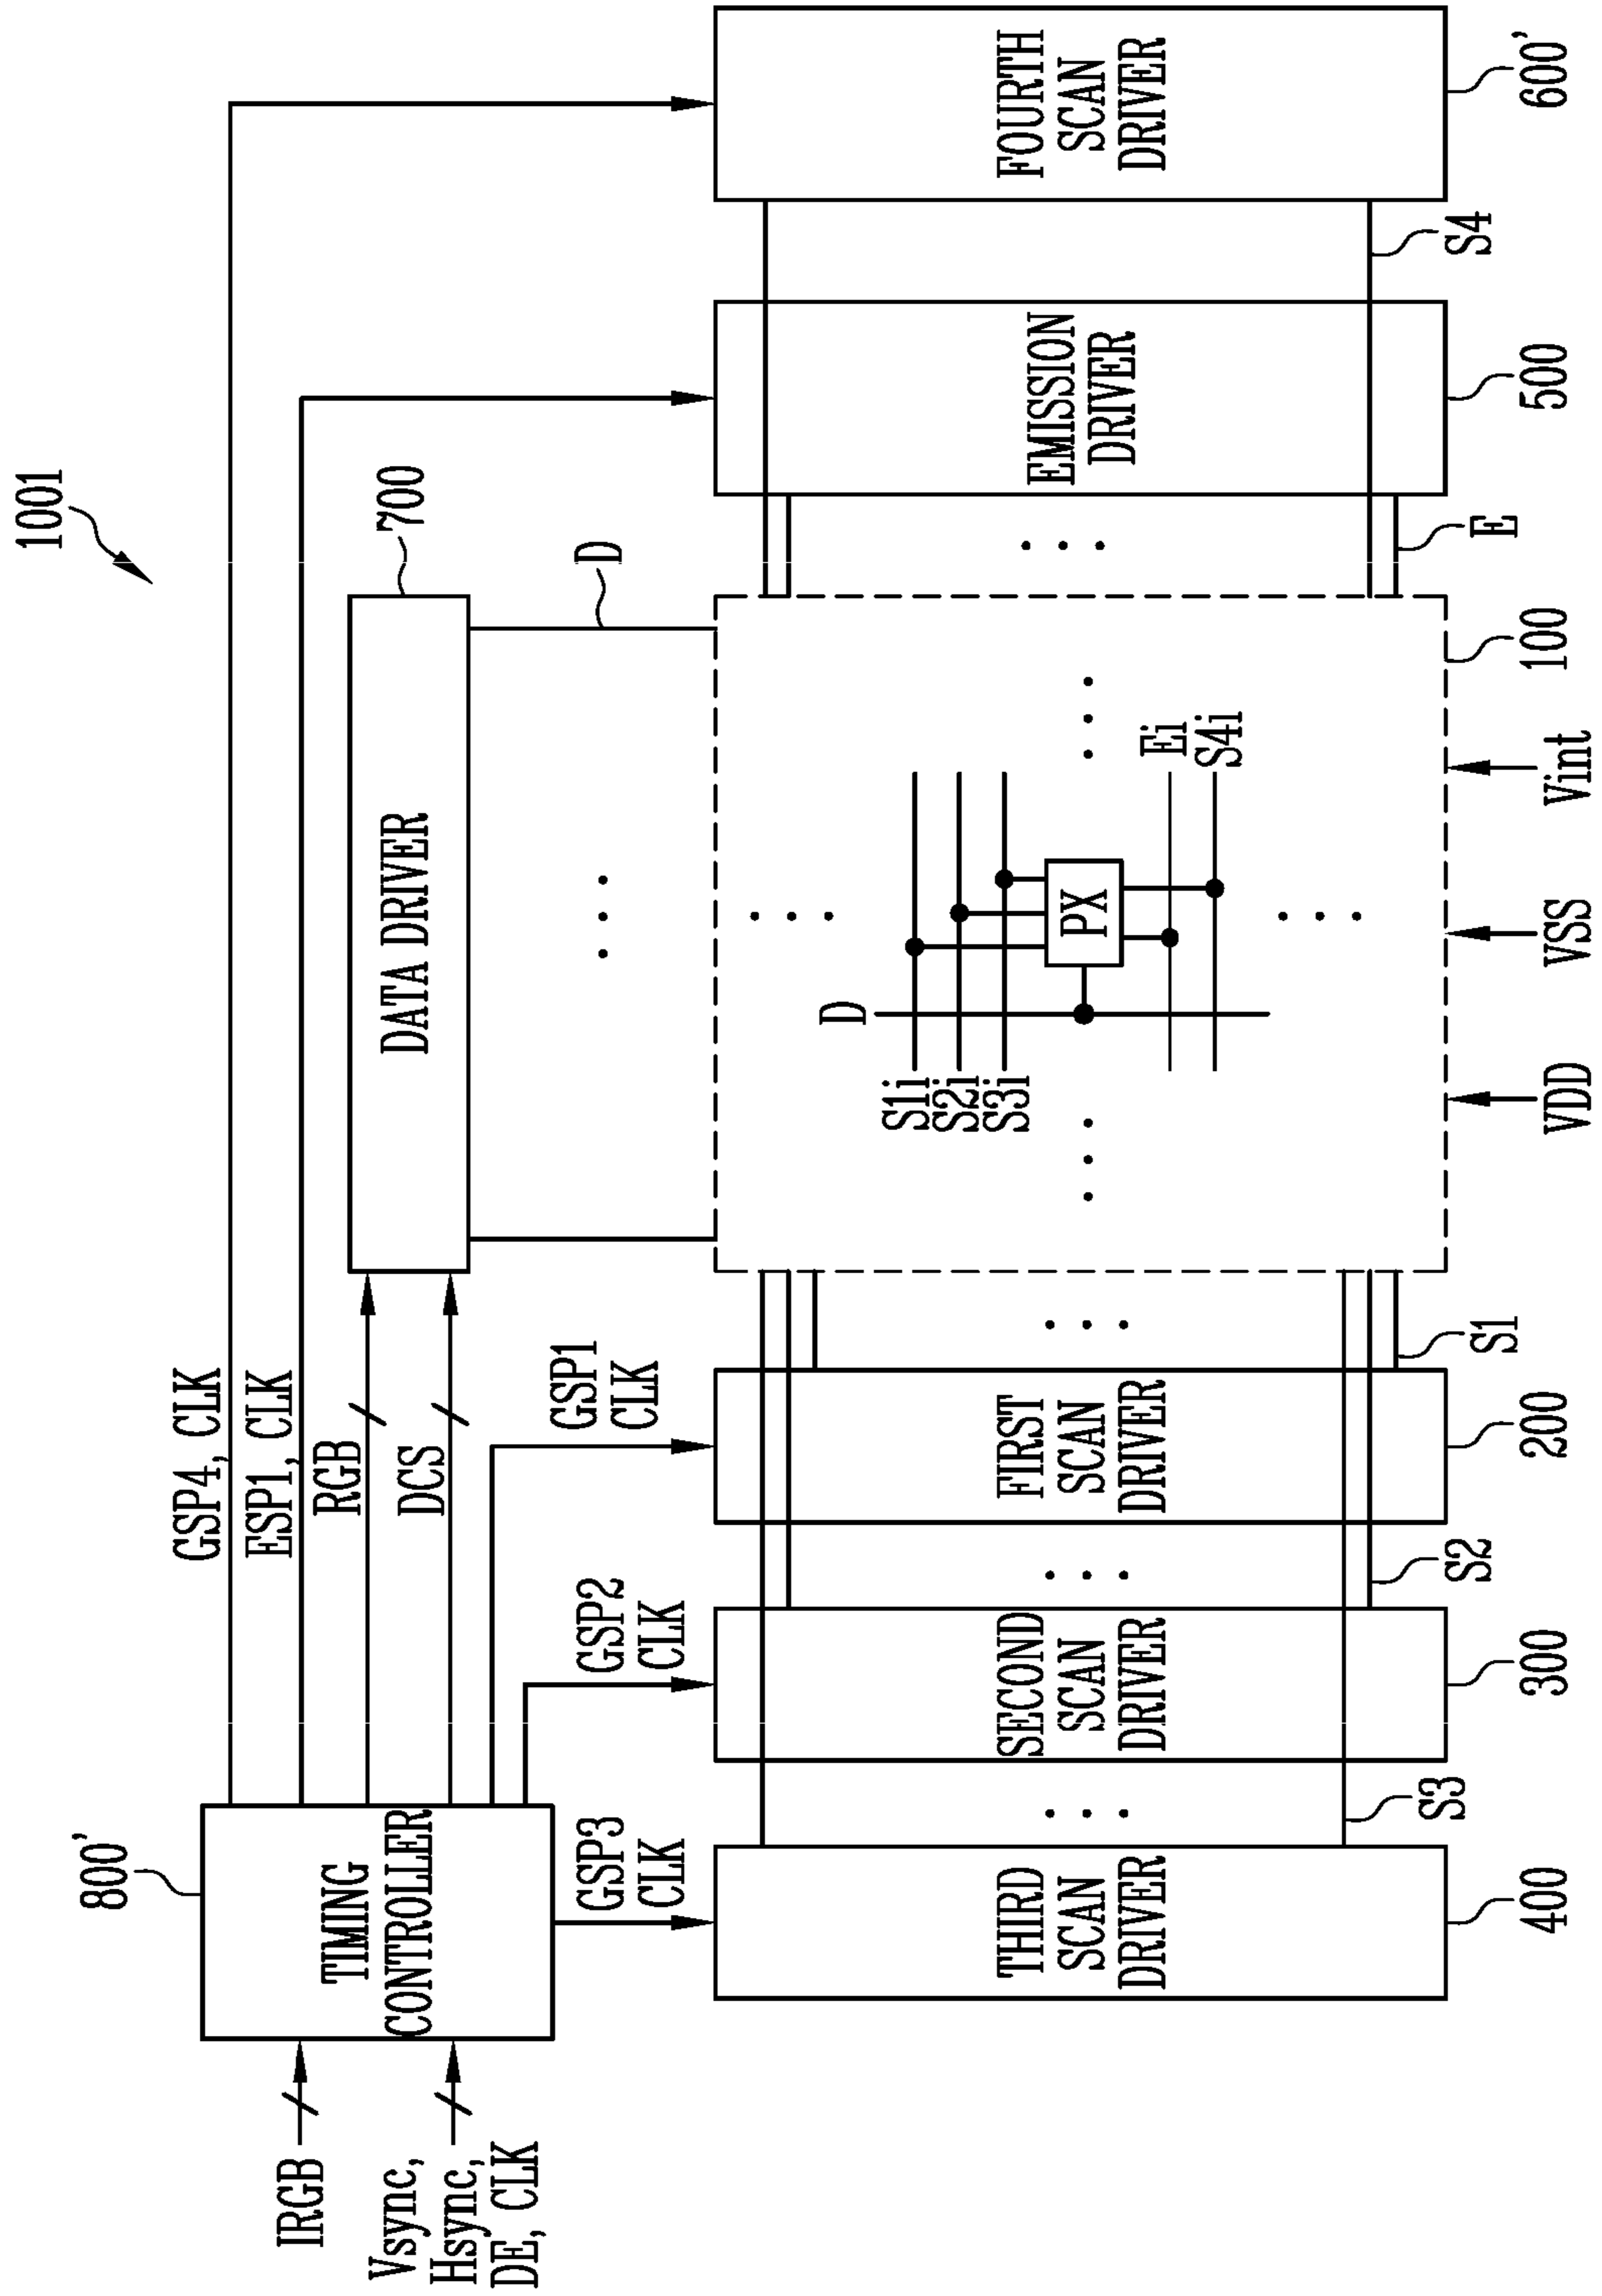 1001
800'
IRGB
Vsync,
Hsync,
DE, CLK
TIMING
CONTROLLER
GSP4, CLK
ESP1, CLK
RGB
DCS
DATA DRIVER
700
D
GSP1
CLK
GSP2
CLK
GSP3
CLK
THIRD
SCAN
DRIVER
400
S3
SECOND
SCAN
DRIVER
300
S2
FIRST
SCAN
DRIVER
200
S1
D
S1i
S2i
S3i
PX
Ei
S4i
100
VDD
VSS
Vint
E
EMISSION
DRIVER
500
S4
FOURTH
SCAN
DRIVER
600'